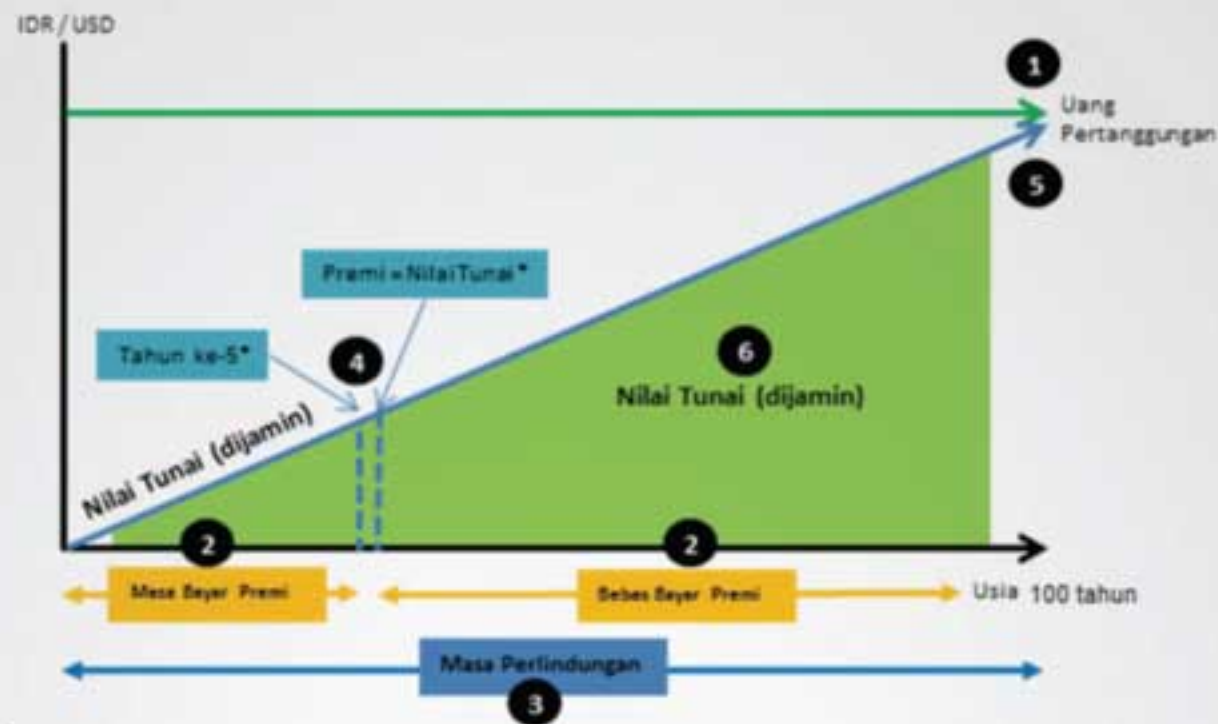 IDR / USD
1
Uang
Pertanggungan
5
Premi = Nilai Tunai*
Tahun ke-5*
4
6
Nilai Tunai (dijamin)
Nilai Tunai (dijamin)
2
2
Masa Bayar Premi
Bebas Bayar Premi
Usia 100 tahun
Masa Perlindungan
3